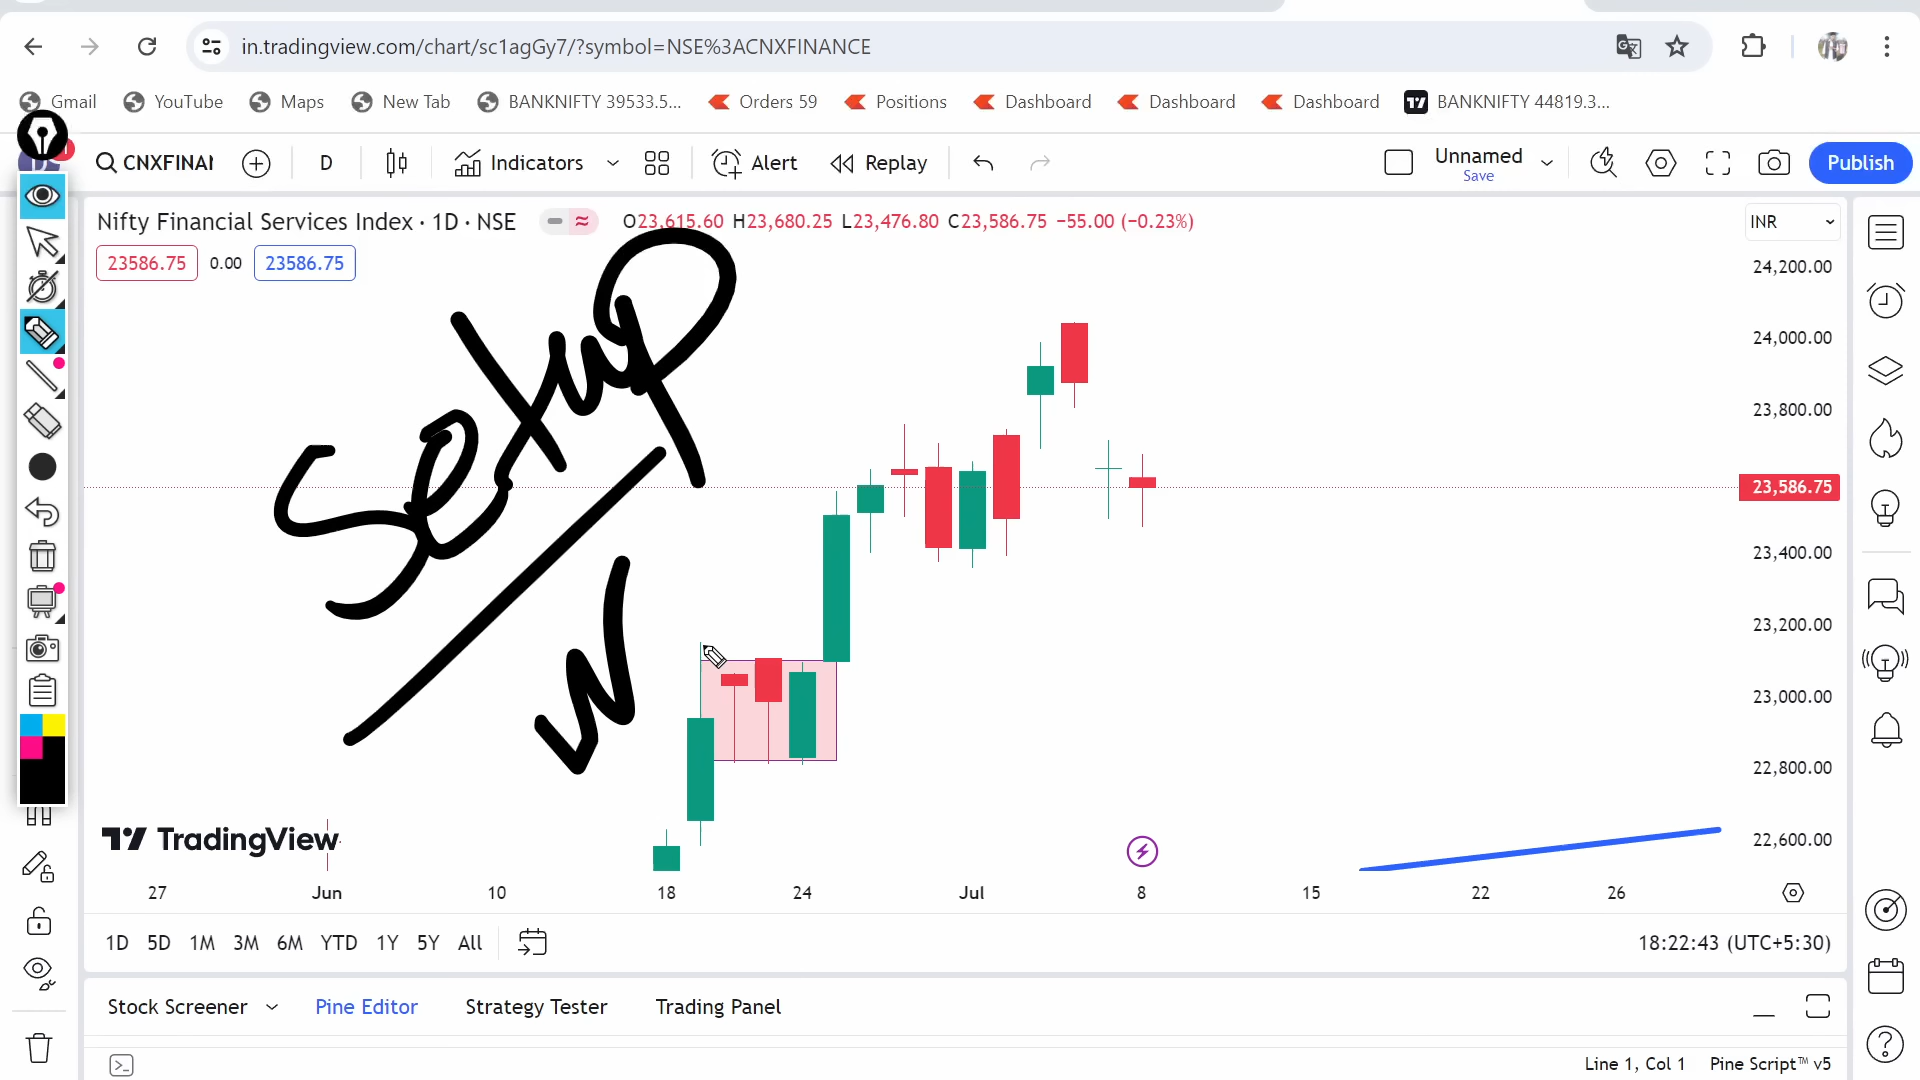 in.tradingview.com/chart/sc1agGy7/?symbol=NSE%3ACNXFINANCE
Gmail YouTube Maps New Tab BANKNIFTY 39533.5... Orders 59 Positions Dashboard Dashboard Dashboard BANKNIFTY 44819.3...
CNXFINAN D Indicators Alert Replay Unnamed Save Publish
Nifty Financial Services Index · 1D · NSE O23,615.60 H23,680.25 L23,476.80 C23,586.75 −55.00 (−0.23%) INR
23586.75 0.00 23586.75
24,200.00
Setup
24,000.00
23,800.00
23,586.75
23,400.00
23,200.00
23,000.00
22,800.00
TradingView
22,600.00
27 Jun 10 18 24 Jul 8 15 22 26
1D 5D 1M 3M 6M YTD 1Y 5Y All 18:22:43 (UTC+5:30)
Stock Screener Pine Editor Strategy Tester Trading Panel
Line 1, Col 1 Pine Script™ v5